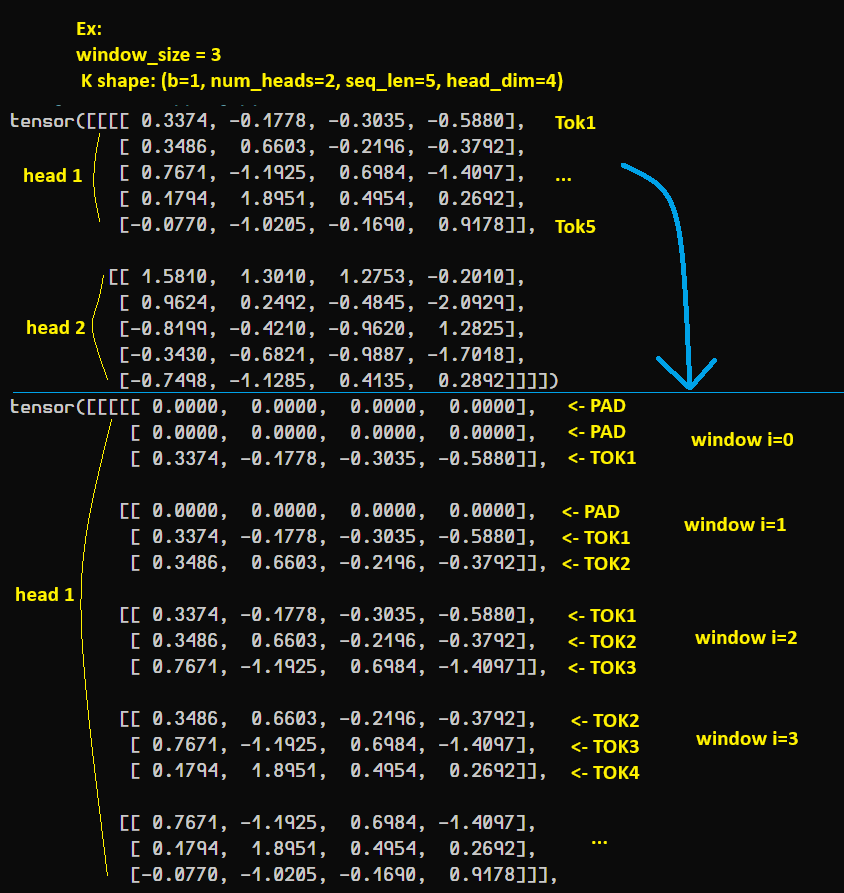 Ex:
window_size = 3
K shape: (b=1, num_heads=2, seq_len=5, head_dim=4)
tensor([[[[ 0.3374, -0.1778, -0.3035, -0.5880], Tok1
[ 0.3486, 0.6603, -0.2196, -0.3792],
head 1 [ 0.7671, -1.1925, 0.6984, -1.4097], ...
[ 0.1794, 1.8951, 0.4954, 0.2692],
[-0.0770, -1.0205, -0.1690, 0.9178]], Tok5
[[ 1.5810, 1.3010, 1.2753, -0.2010],
[ 0.9624, 0.2492, -0.4845, -2.0929],
head 2 [-0.8199, -0.4210, -0.9620, 1.2825],
[-0.3430, -0.6821, -0.9887, -1.7018],
[-0.7498, -1.1285, 0.4135, 0.2892]]]])
tensor([[[[[ 0.0000, 0.0000, 0.0000, 0.0000], <- PAD
[ 0.0000, 0.0000, 0.0000, 0.0000], <- PAD window i=0
[ 0.3374, -0.1778, -0.3035, -0.5880]], <- TOK1
[[ 0.0000, 0.0000, 0.0000, 0.0000], <- PAD
[ 0.3374, -0.1778, -0.3035, -0.5880], <- TOK1 window i=1
[ 0.3486, 0.6603, -0.2196, -0.3792]], <- TOK2
head 1
[[ 0.3374, -0.1778, -0.3035, -0.5880], <- TOK1
[ 0.3486, 0.6603, -0.2196, -0.3792], <- TOK2 window i=2
[ 0.7671, -1.1925, 0.6984, -1.4097]], <- TOK3
[[ 0.3486, 0.6603, -0.2196, -0.3792], <- TOK2
[ 0.7671, -1.1925, 0.6984, -1.4097], <- TOK3 window i=3
[ 0.1794, 1.8951, 0.4954, 0.2692]], <- TOK4
[[ 0.7671, -1.1925, 0.6984, -1.4097],
[ 0.1794, 1.8951, 0.4954, 0.2692], ...
[-0.0770, -1.0205, -0.1690, 0.9178]]],